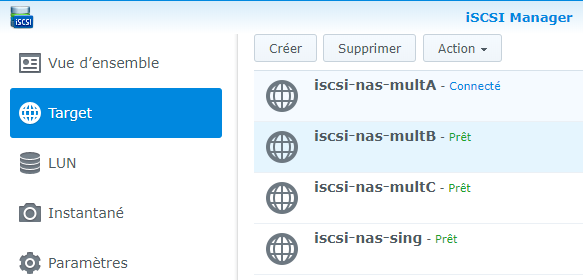 iSCSI
iSCSI Manager
Vue d’ensemble
Target
LUN
Instantané
Paramètres
Créer
Supprimer
Action
iscsi-nas-multA - Connecté
iscsi-nas-multB - Prêt
iscsi-nas-multC - Prêt
iscsi-nas-sing - Prêt